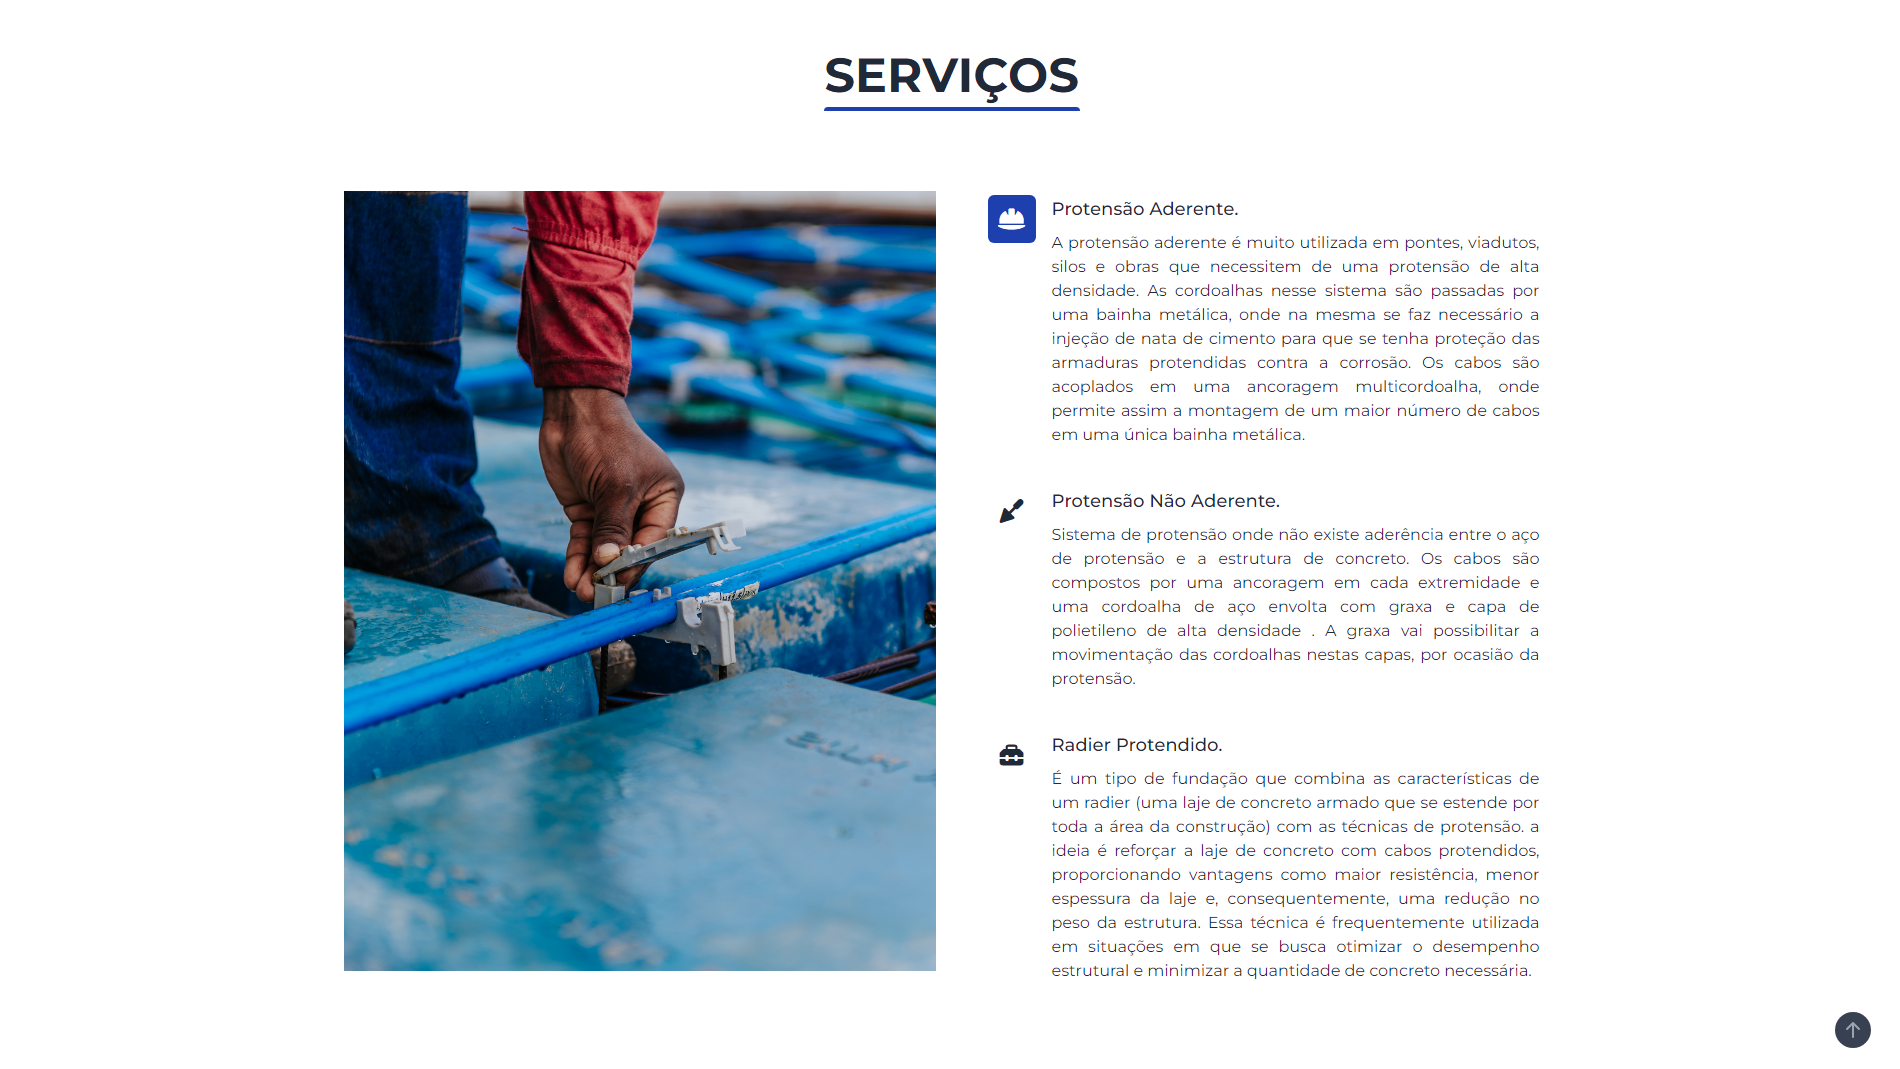 SERVIÇOS
Protensão Aderente.
A protensão aderente é muito utilizada em pontes, viadutos,
silos e obras que necessitem de uma protensão de alta
densidade. As cordoalhas nesse sistema são passadas por
uma bainha metálica, onde na mesma se faz necessário a
injeção de nata de cimento para que se tenha proteção das
armaduras protendidas contra a corrosão. Os cabos são
acoplados em uma ancoragem multicordoalha, onde
permite assim a montagem de um maior número de cabos
em uma única bainha metálica.
Protensão Não Aderente.
Sistema de protensão onde não existe aderência entre o aço
de protensão e a estrutura de concreto. Os cabos são
compostos por uma ancoragem em cada extremidade e
uma cordoalha de aço envolta com graxa e capa de
polietileno de alta densidade . A graxa vai possibilitar a
movimentação das cordoalhas nestas capas, por ocasião da
protensão.
Radier Protendido.
É um tipo de fundação que combina as características de
um radier (uma laje de concreto armado que se estende por
toda a área da construção) com as técnicas de protensão. a
ideia é reforçar a laje de concreto com cabos protendidos,
proporcionando vantagens como maior resistência, menor
espessura da laje e, consequentemente, uma redução no
peso da estrutura. Essa técnica é frequentemente utilizada
em situações em que se busca otimizar o desempenho
estrutural e minimizar a quantidade de concreto necessária.